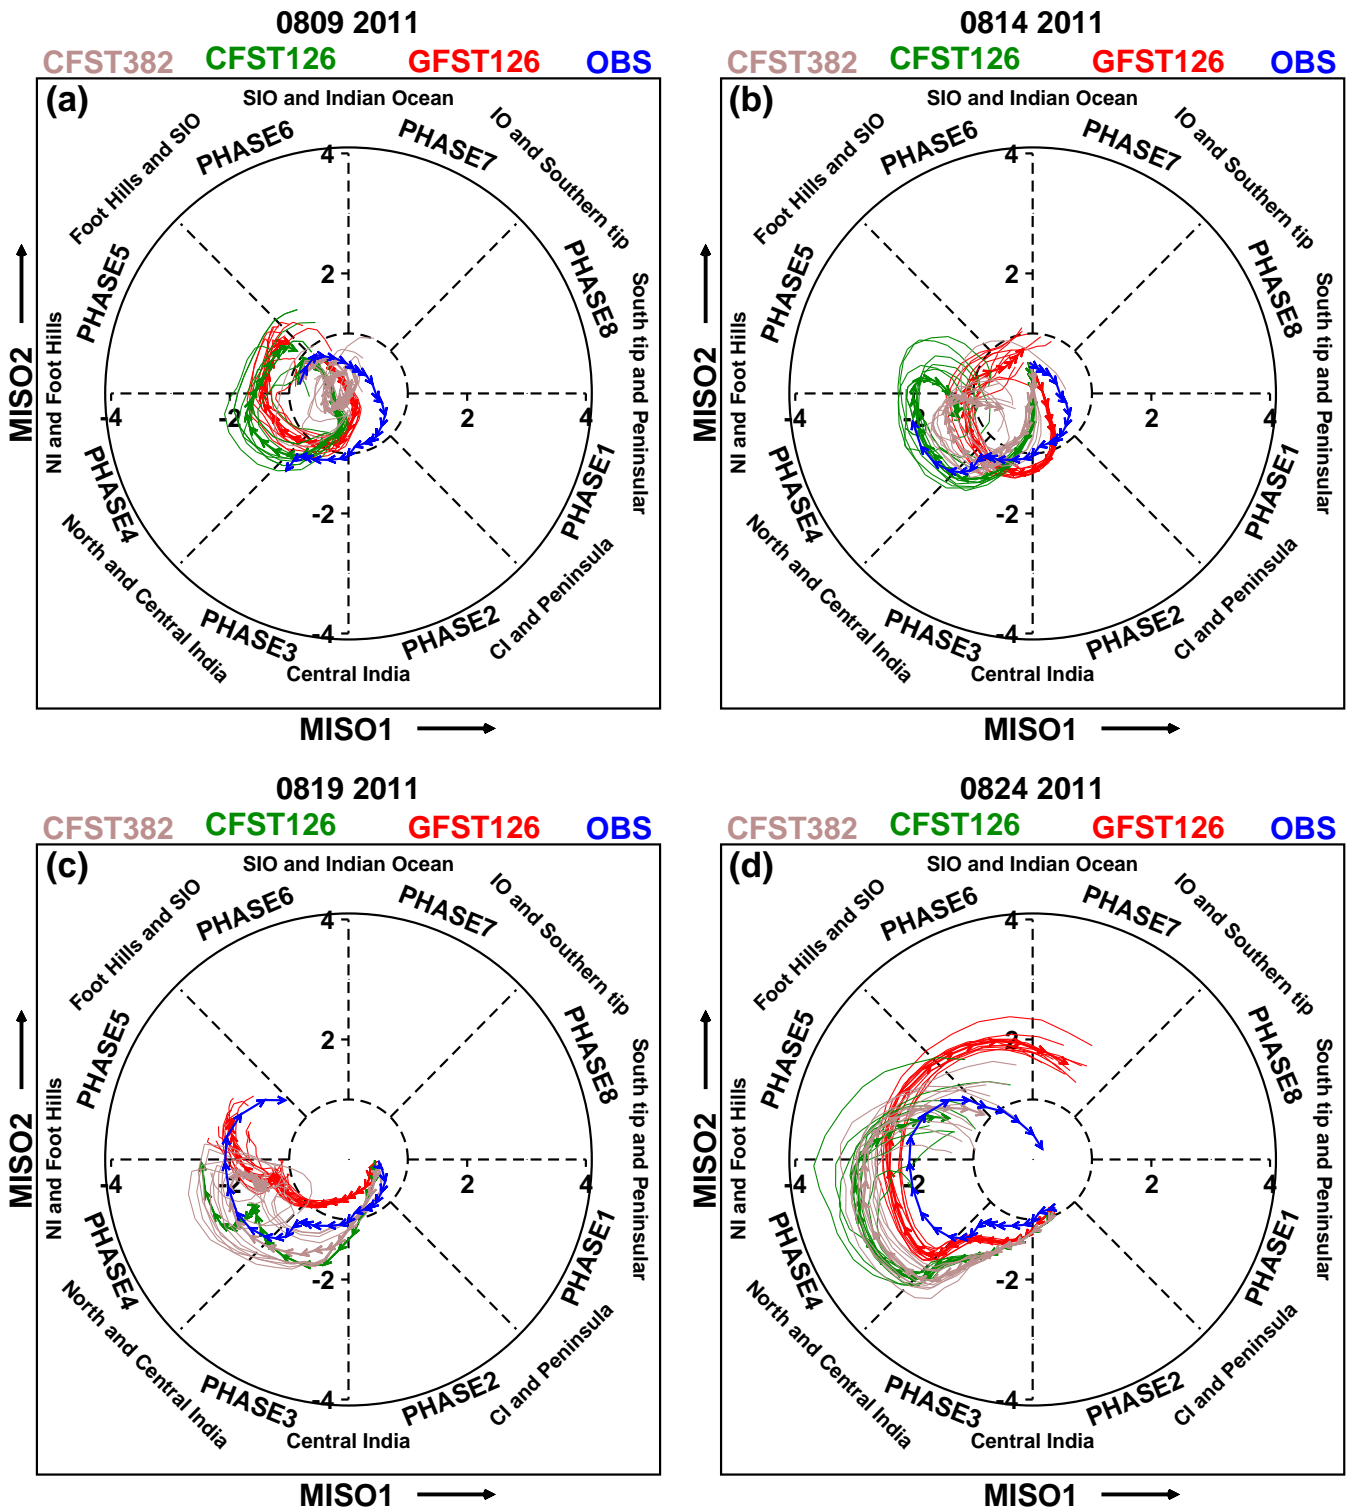 0809 2011
CFST382 CFST126 GFST126 OBS
(a)
SIO and Indian Ocean
Foot Hills and SIO
IO and Southern tip
PHASE6
PHASE7
PHASE5
PHASE8
4
2
-4
-2
2
4
-2
-4
NI and Foot Hills
South tip and Peninsular
PHASE4
PHASE1
PHASE3
PHASE2
North and Central India
CI and Peninsula
Central India
MISO2
MISO1
0814 2011
CFST382 CFST126 GFST126 OBS
(b)
SIO and Indian Ocean
Foot Hills and SIO
IO and Southern tip
PHASE6
PHASE7
PHASE5
PHASE8
4
2
-4
-2
2
4
-2
-4
NI and Foot Hills
South tip and Peninsular
PHASE4
PHASE1
PHASE3
PHASE2
North and Central India
CI and Peninsula
Central India
MISO2
MISO1
0819 2011
CFST382 CFST126 GFST126 OBS
(c)
SIO and Indian Ocean
Foot Hills and SIO
IO and Southern tip
PHASE6
PHASE7
PHASE5
PHASE8
4
2
-4
-2
2
4
-2
-4
NI and Foot Hills
South tip and Peninsular
PHASE4
PHASE1
PHASE3
PHASE2
North and Central India
CI and Peninsula
Central India
MISO2
MISO1
0824 2011
CFST382 CFST126 GFST126 OBS
(d)
SIO and Indian Ocean
Foot Hills and SIO
IO and Southern tip
PHASE6
PHASE7
PHASE5
PHASE8
4
2
-4
-2
2
4
-2
-4
NI and Foot Hills
South tip and Peninsular
PHASE4
PHASE1
PHASE3
PHASE2
North and Central India
CI and Peninsula
Central India
MISO2
MISO1